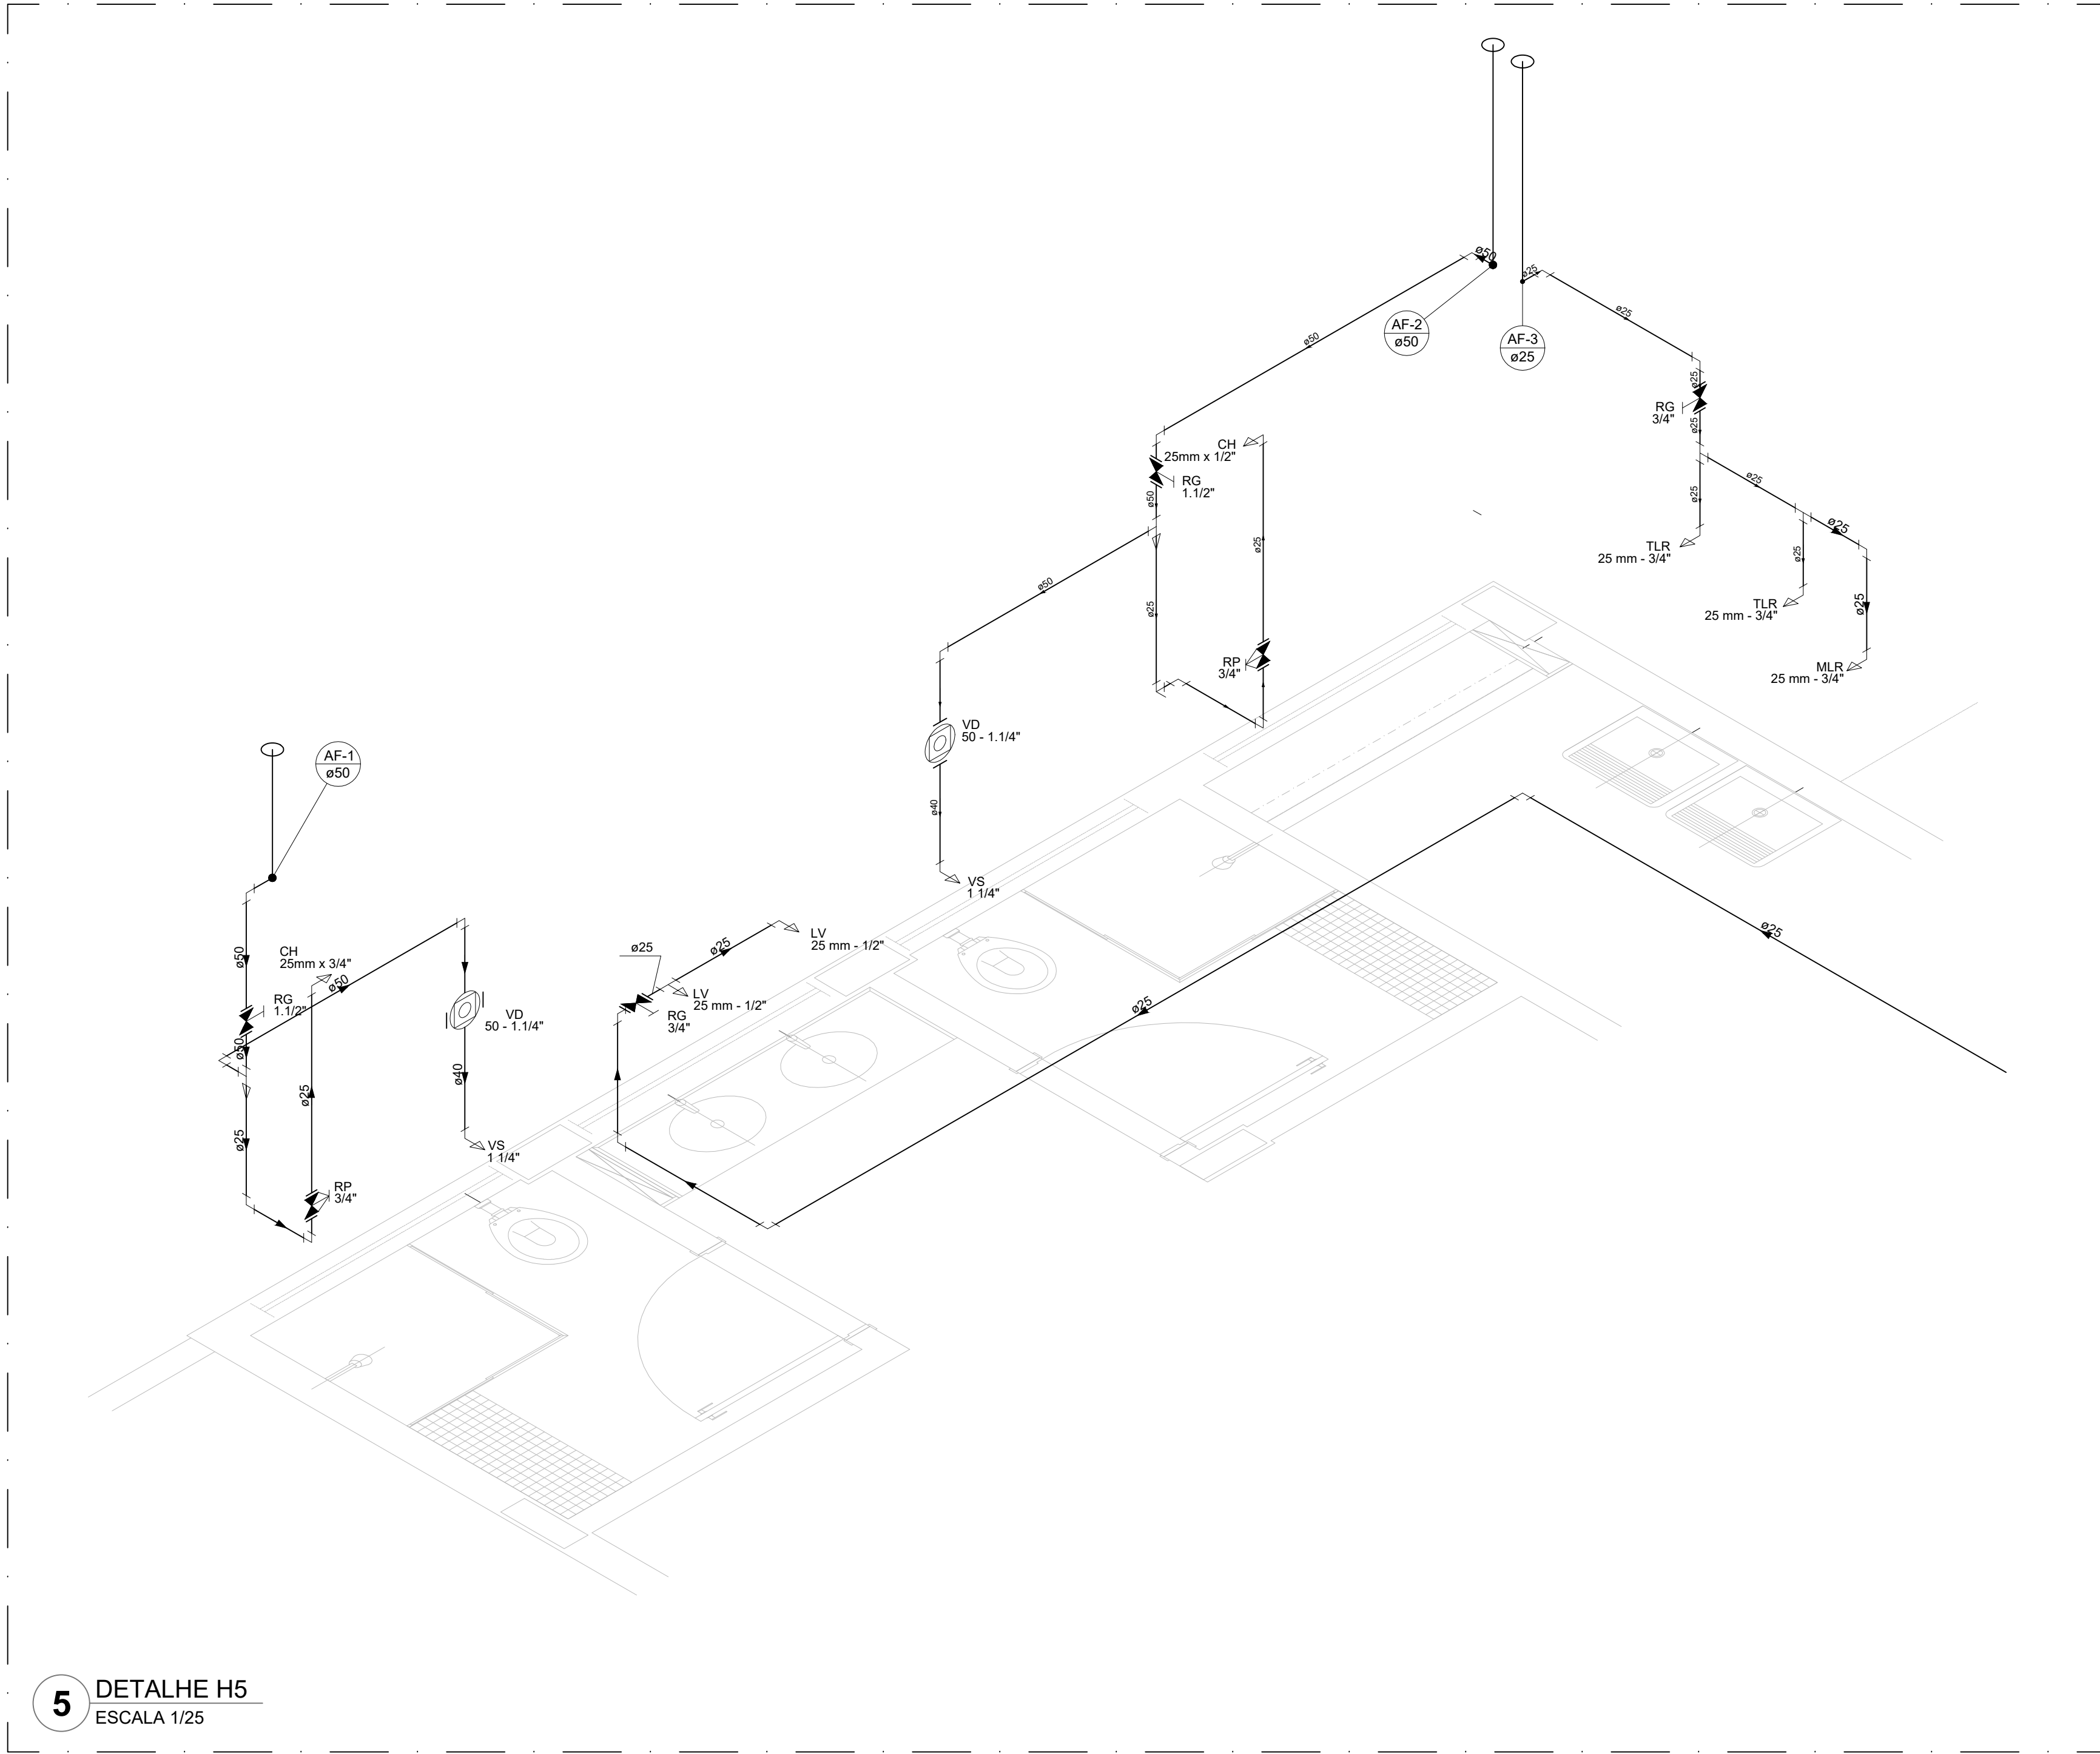 ø50
ø25
AF-2
ø50
AF-3
ø25
ø50
ø25
ø25
RG
3/4"
ø25
CH
25mm x 1/2"
RG
1.1/2"
ø50
ø25
ø25
ø25
ø25
TLR
25 mm - 3/4"
ø25
ø25
TLR
25 mm - 3/4"
ø25
MLR
25 mm - 3/4"
ø50
ø25
RP
3/4"
VD
50 - 1.1/4"
ø40
VS
1 1/4"
AF-1
ø50
ø50
CH
25mm x 3/4"
ø50
RG
1.1/2"
ø50
ø25
ø25
RP
3/4"
VD
50 - 1.1/4"
ø40
VS
1 1/4"
ø25
ø25
LV
25 mm - 1/2"
LV
25 mm - 1/2"
RG
3/4"
ø25
ø25
5
DETALHE H5
ESCALA 1/25